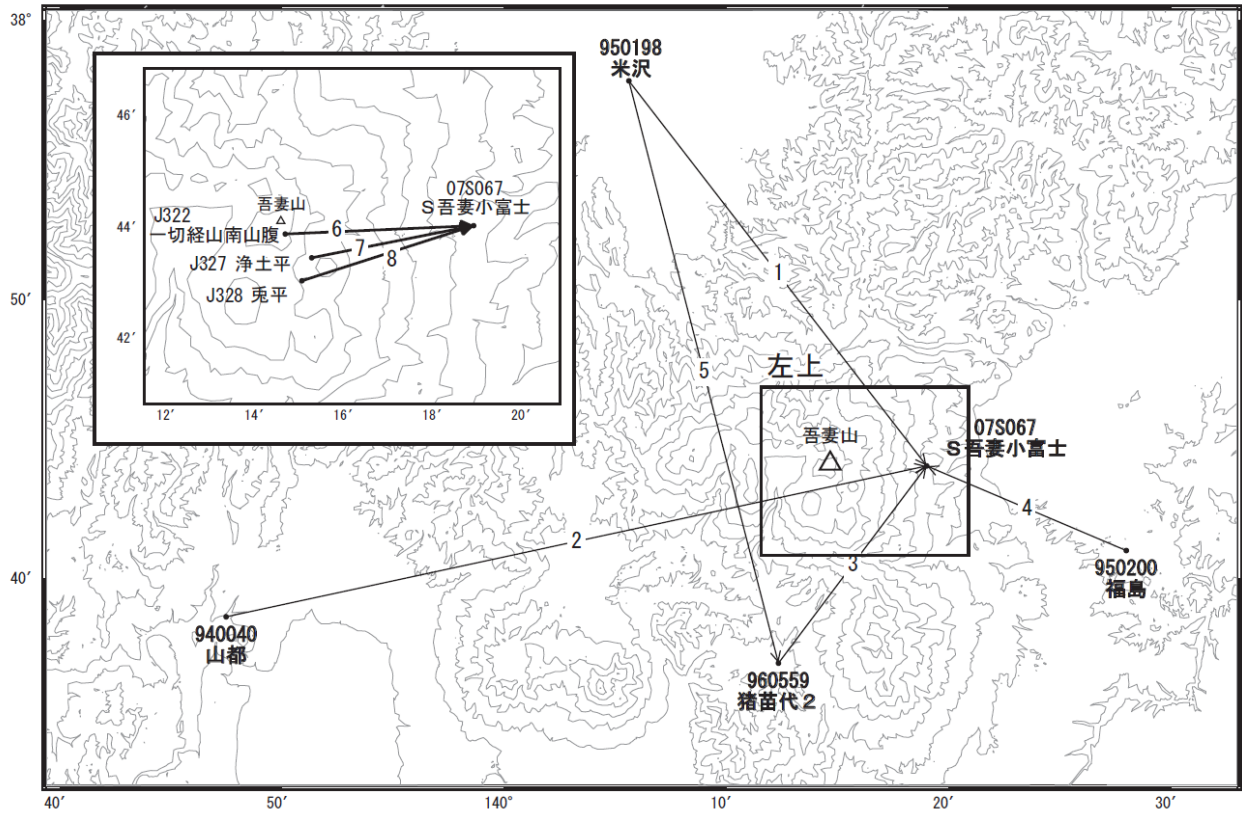 38°
950198
米沢
46′
07S067
S吾妻小富士
吾妻山
J322
44′
一切経山南山腹
6
7
J327 浄土平
8
J328 兎平
42′
12′
14′
16′
18′
20′
1
50′
5
左上
吾妻山
07S067
S吾妻小富士
4
2
3
950200
福島
40′
940040
山都
960559
猪苗代2
40′
50′
140°
10′
20′
30′